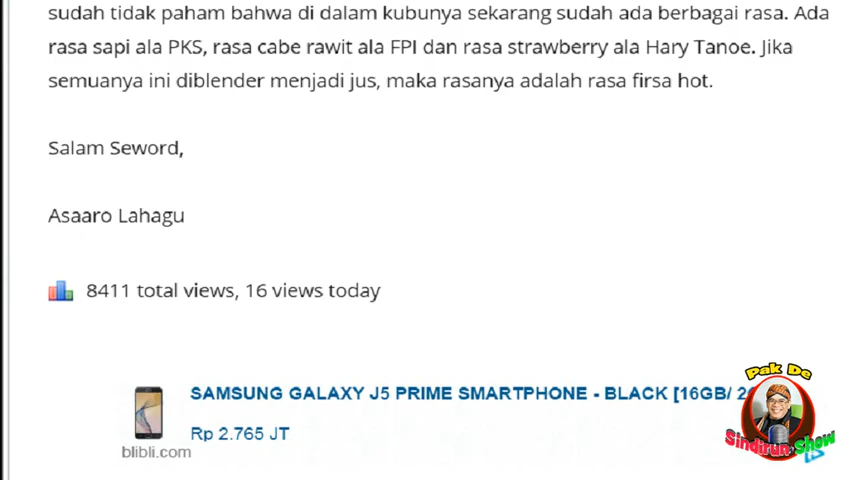 sudah tidak paham bahwa di dalam kubunya sekarang sudah ada berbagai rasa. Ada
rasa sapi ala PKS, rasa cabe rawit ala FPI dan rasa strawberry ala Hary Tanoe. Jika
semuanya ini diblender menjadi jus, maka rasanya adalah rasa firsa hot.
Salam Seword,
Asaaro Lahagu
8411 total views, 16 views today
SAMSUNG GALAXY J5 PRIME SMARTPHONE - BLACK [16GB/
Rp 2.765 JT
blibli.com
Pak De
Sindirun Show